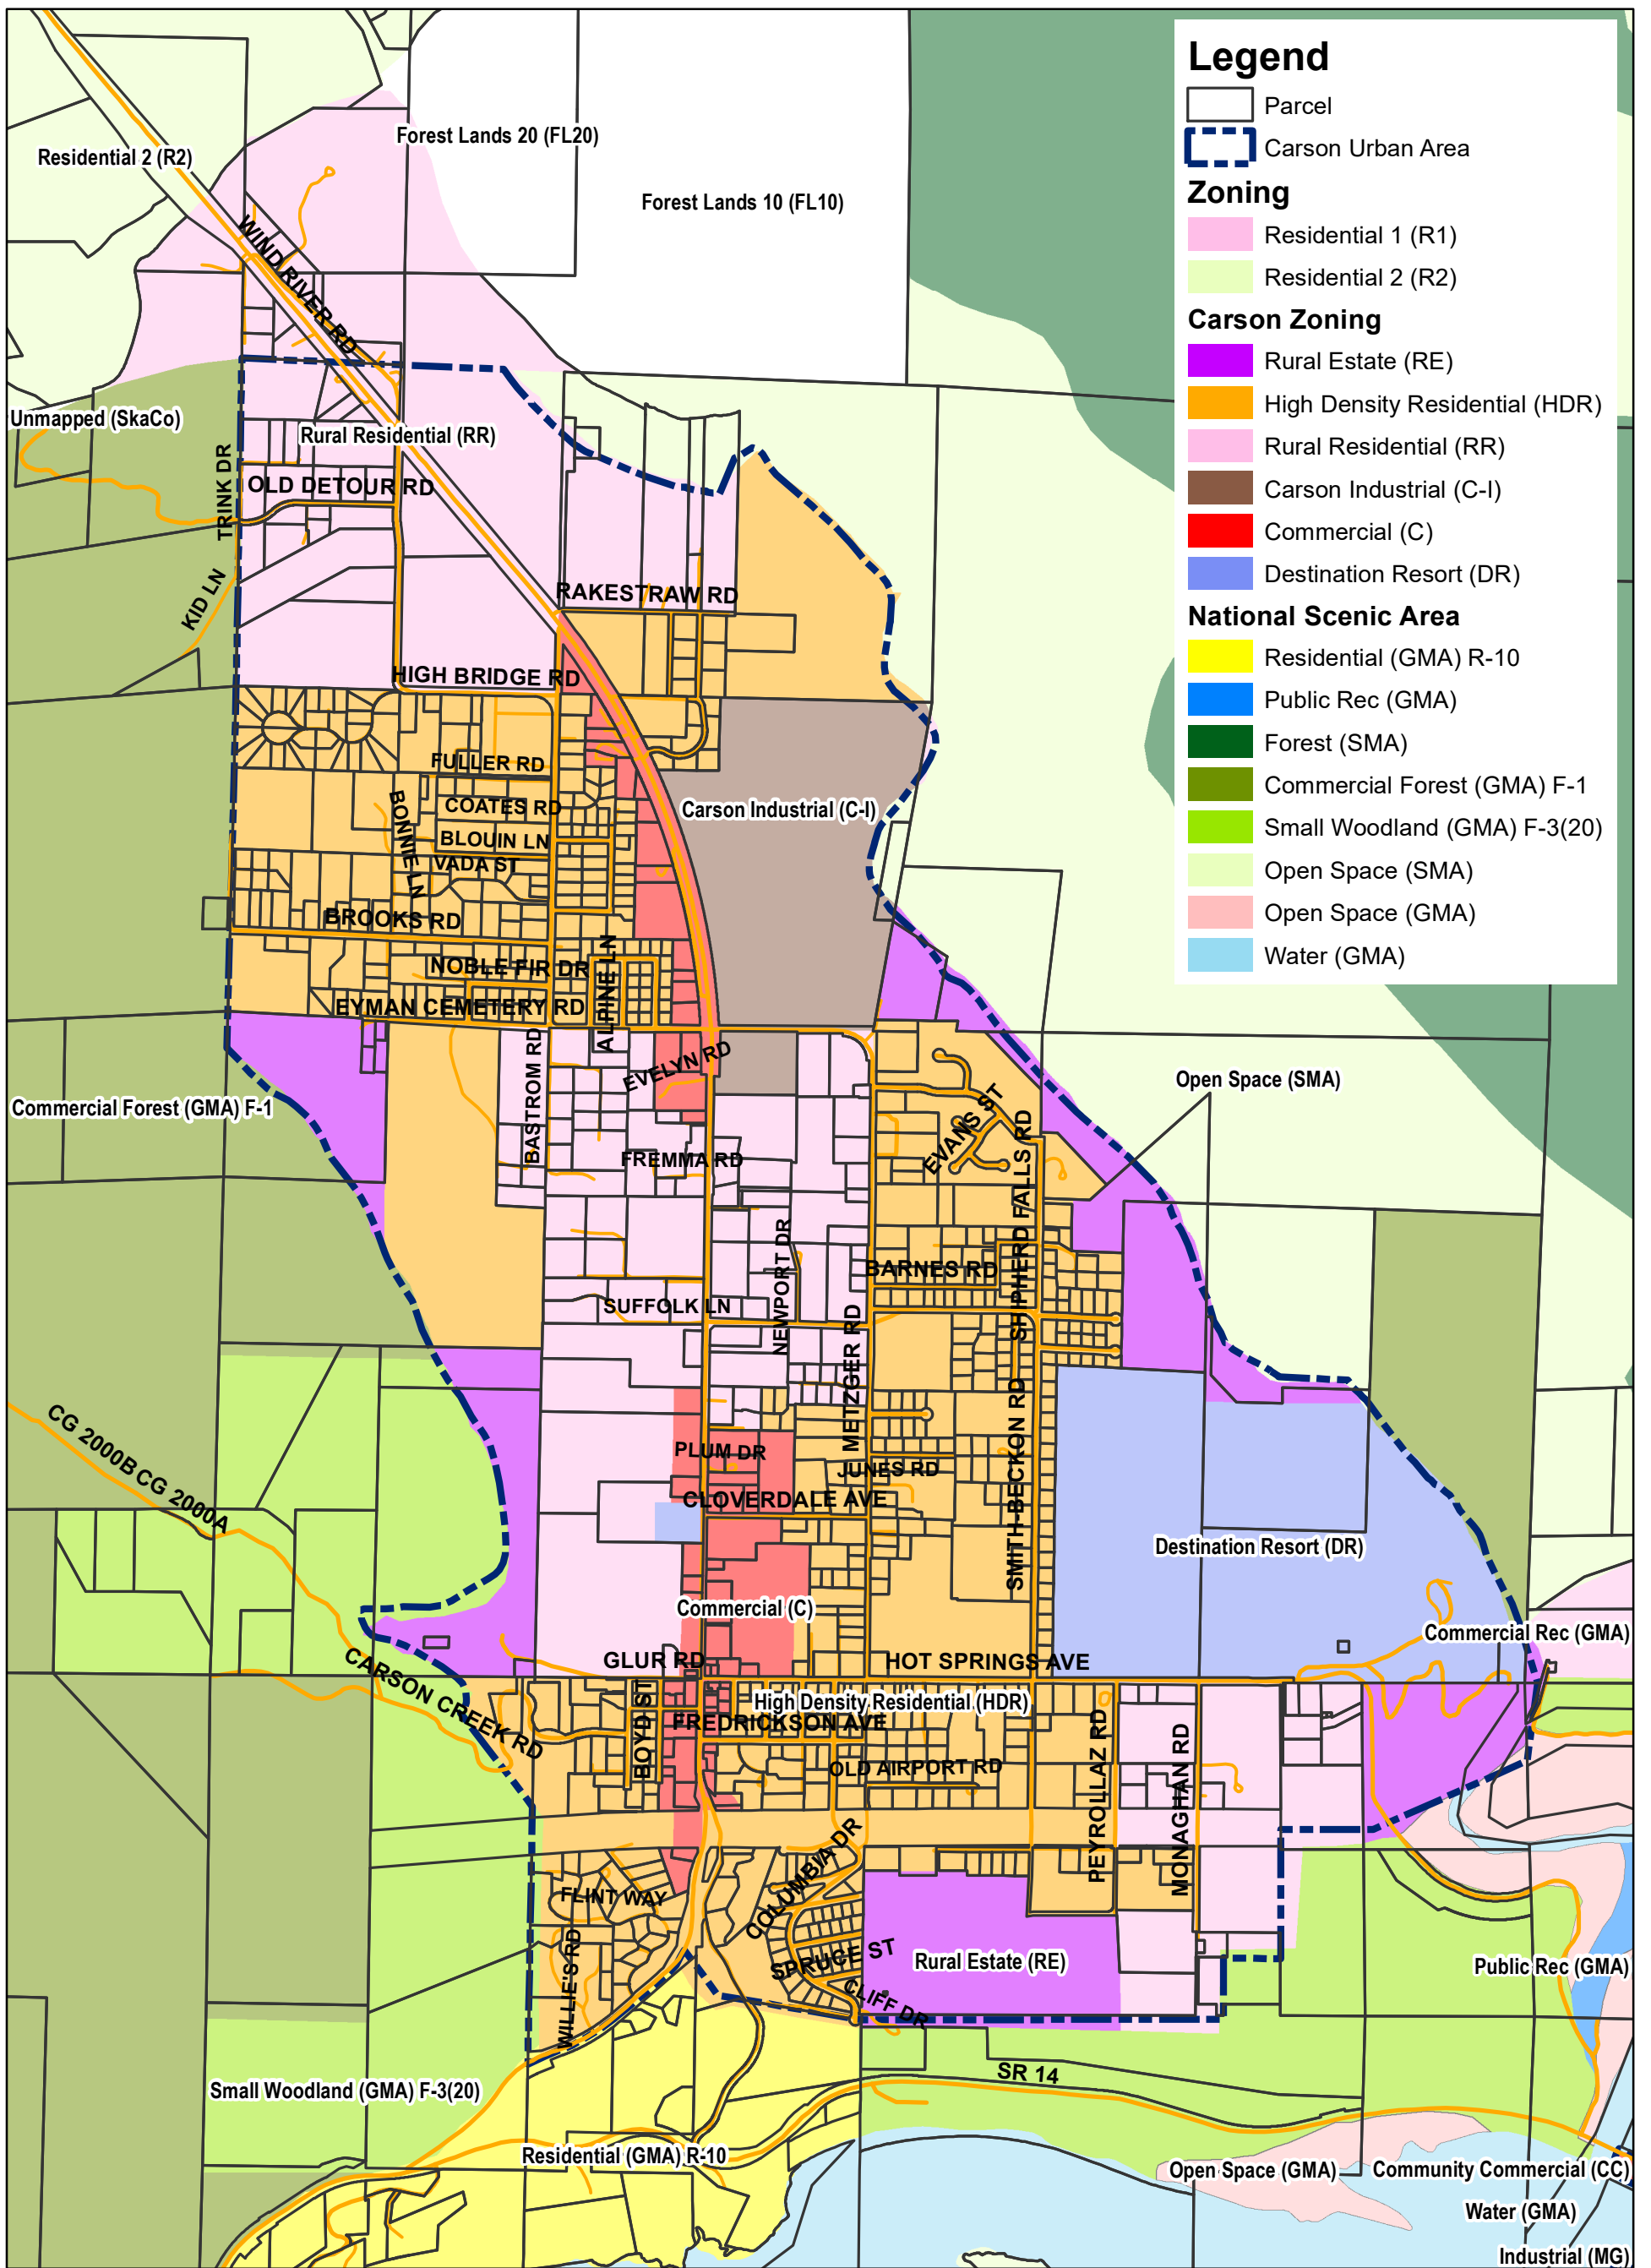 Legend
Parcel
Carson Urban Area
Zoning
Residential 1 (R1)
Residential 2 (R2)
Carson Zoning
Rural Estate (RE)
High Density Residential (HDR)
Rural Residential (RR)
Carson Industrial (C-I)
Commercial (C)
Destination Resort (DR)
National Scenic Area
Residential (GMA) R-10
Public Rec (GMA)
Forest (SMA)
Commercial Forest (GMA) F-1
Small Woodland (GMA) F-3(20)
Open Space (SMA)
Open Space (GMA)
Water (GMA)
Forest Lands 20 (FL20)
Residential 2 (R2)
Forest Lands 10 (FL10)
WIND RIVER RD
Unmapped (SkaCo)
Rural Residential (RR)
TRINK DR
OLD DETOUR RD
KID LN
RAKESTRAW RD
HIGH BRIDGE RD
FULLER RD
COATES RD
Carson Industrial (C-I)
BONNIE LN
BLOUIN LN
VADA ST
BROOKS RD
NOBLE FIR DR
ALPINE LN
EYMAN CEMETERY RD
BASTROM RD
EVELYN RD
Open Space (SMA)
Commercial Forest (GMA) F-1
EVANS ST
FREMMA RD
SHIPHERD FALLS RD
NEWPORT DR
BARNES RD
SUFFOLK LN
METZGER RD
CG 2000B
CG 2000A
PLUM DR
JUNES RD
SMITH-BECKON RD
CLOVERDALE AVE
Destination Resort (DR)
Commercial (C)
Commercial Rec (GMA)
GLUR RD
HOT SPRINGS AVE
CARSON CREEK RD
BOYD ST
High Density Residential (HDR)
FREDRICKSON AVE
OLD AIRPORT RD
PEYROLLAZ RD
MONAGHAN RD
COLUMBIA DR
FLINT WAY
WILLIE'S RD
SPRUCE ST
Rural Estate (RE)
Public Rec (GMA)
CLIFF DR
SR 14
Small Woodland (GMA) F-3(20)
Residential (GMA) R-10
Open Space (GMA)
Community Commercial (CC)
Water (GMA)
Industrial (MG)